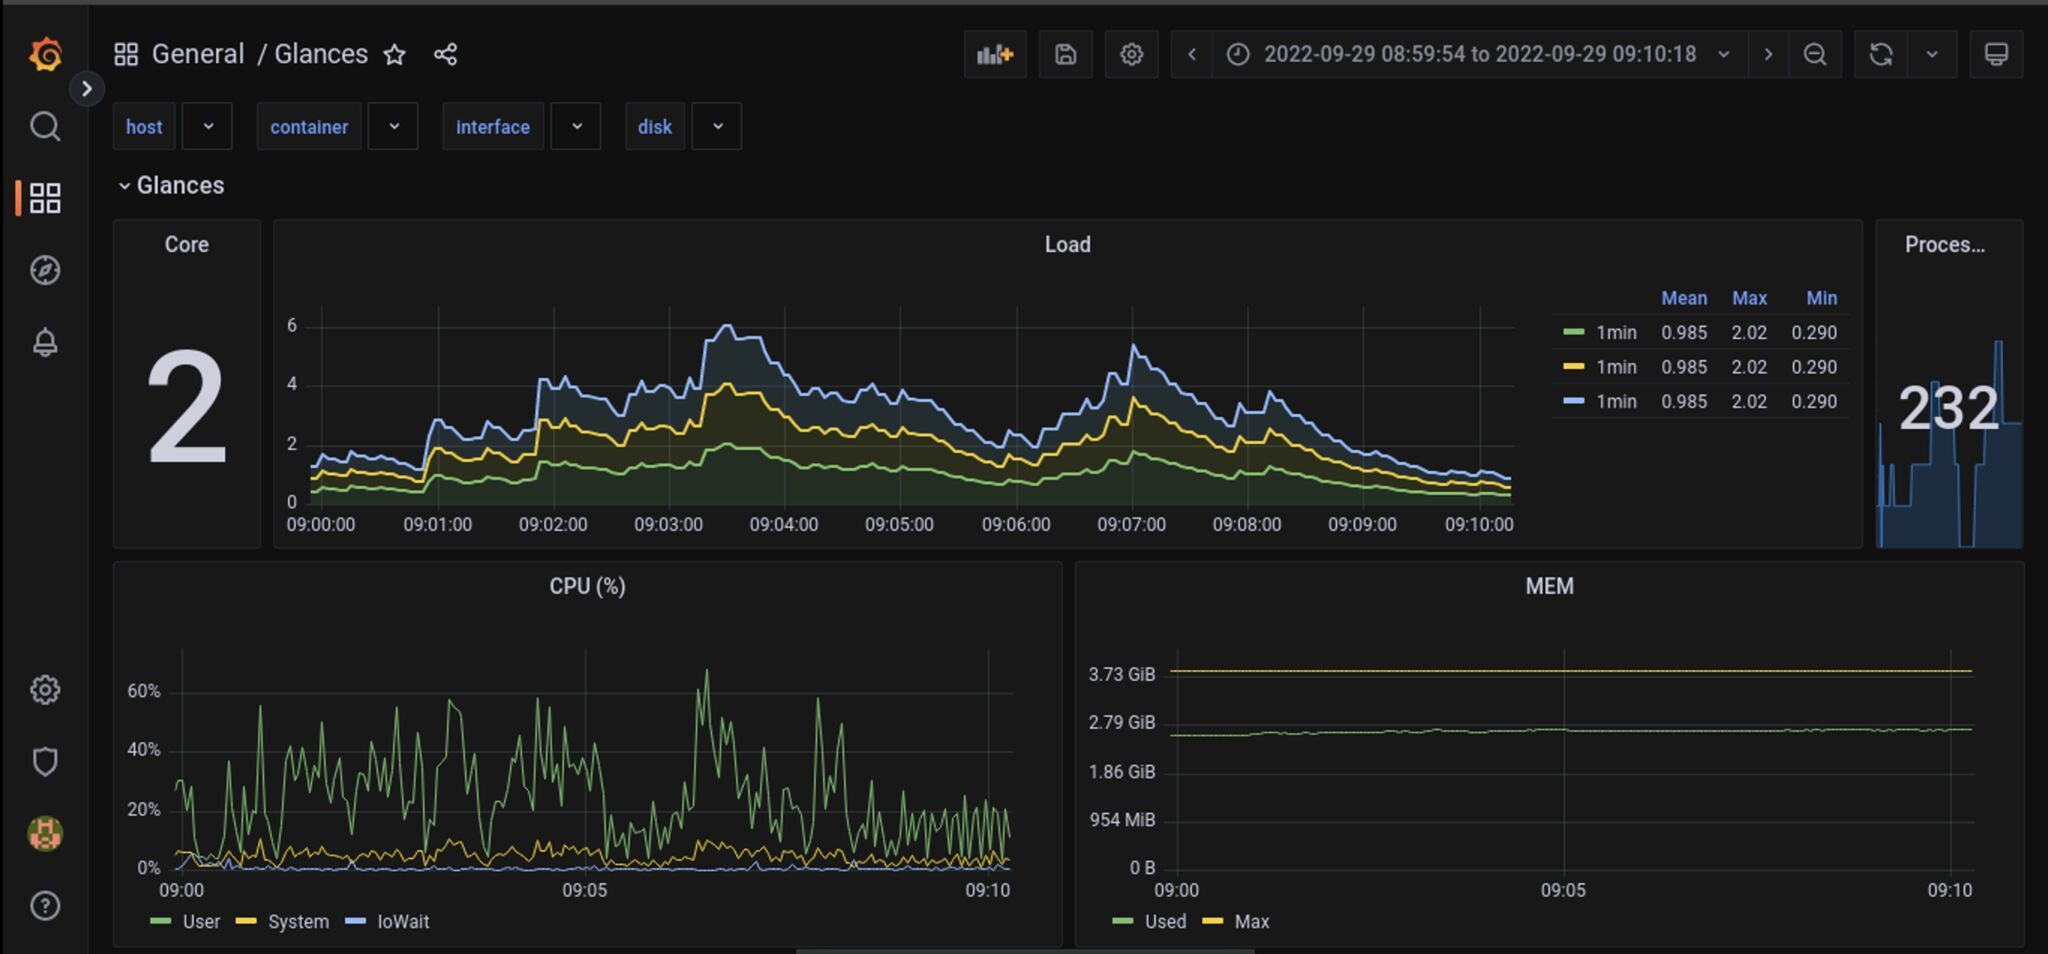 General / Glances
2022-09-29 08:59:54 to 2022-09-29 09:10:18
host
container
interface
disk
Glances
Core
2
Load
6
4
2
0
09:00:00 09:01:00 09:02:00 09:03:00 09:04:00 09:05:00 09:06:00 09:07:00 09:08:00 09:09:00 09:10:00
Mean Max Min
1min 0.985 2.02 0.290
1min 0.985 2.02 0.290
1min 0.985 2.02 0.290
Proces...
232
CPU (%)
60%
40%
20%
0%
09:00 09:05 09:10
User System IoWait
MEM
3.73 GiB
2.79 GiB
1.86 GiB
954 MiB
0 B
09:00 09:05 09:10
Used Max